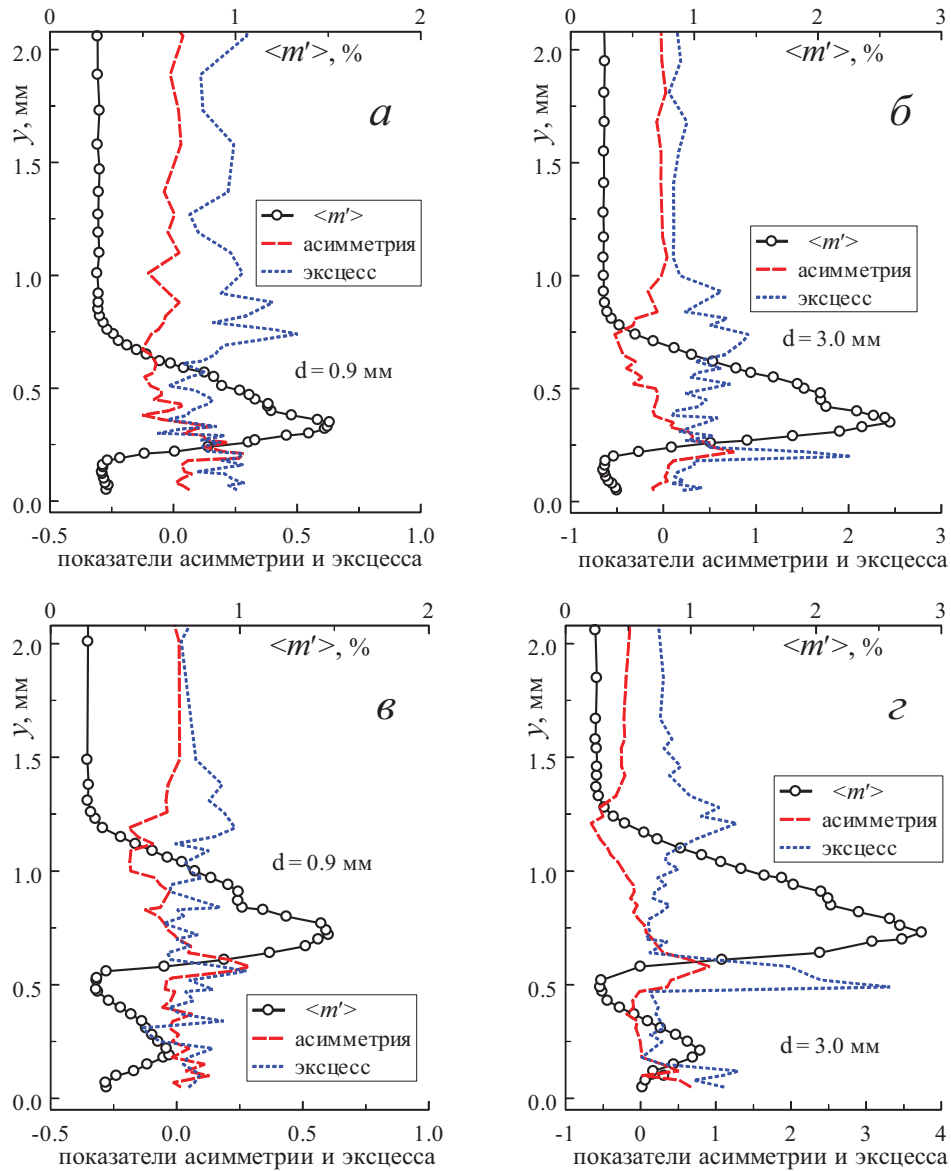 0 1 2
<m'>, %
2.0
1.5
1.0
0.5
0.0
y, мм
а
<m'>
асимметрия
эксцесс
d = 0.9 мм
-0.5 0.0 0.5 1.0
показатели асимметрии и эксцесса
0 1 2 3
<m'>, %
2.0
1.5
1.0
0.5
0.0
y, мм
б
<m'>
асимметрия
эксцесс
d = 3.0 мм
-1 0 1 2 3
показатели асимметрии и эксцесса
0 1 2
<m'>, %
2.0
1.5
1.0
0.5
0.0
y, мм
в
d = 0.9 мм
<m'>
асимметрия
эксцесс
-0.5 0.0 0.5 1.0
показатели асимметрии и эксцесса
0 1 2 3
<m'>, %
2.0
1.5
1.0
0.5
0.0
y, мм
г
<m'>
асимметрия
эксцесс
d = 3.0 мм
-1 0 1 2 3 4
показатели асимметрии и эксцесса